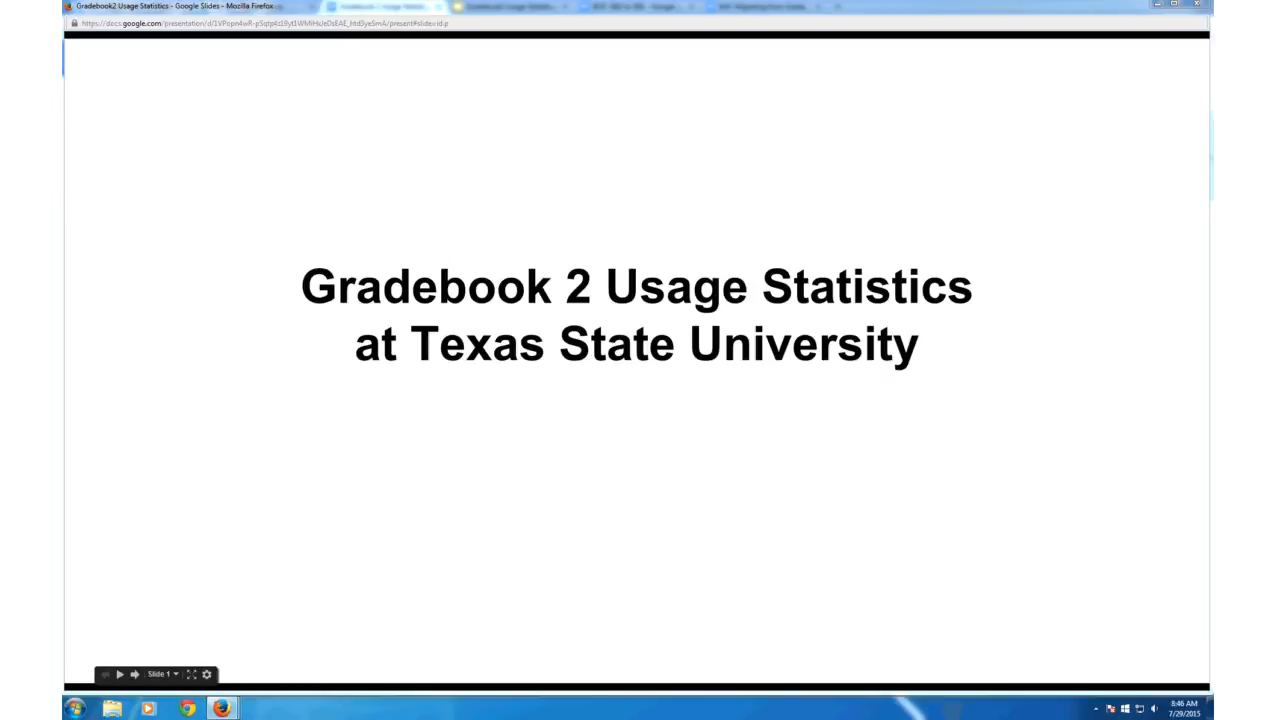 Gradebook2 Usage Statistics - Google Slides - Mozilla Firefox
Gradebook 2 Usage Statistics
at Texas State University
Slide 1
8:46 AM
7/29/2015